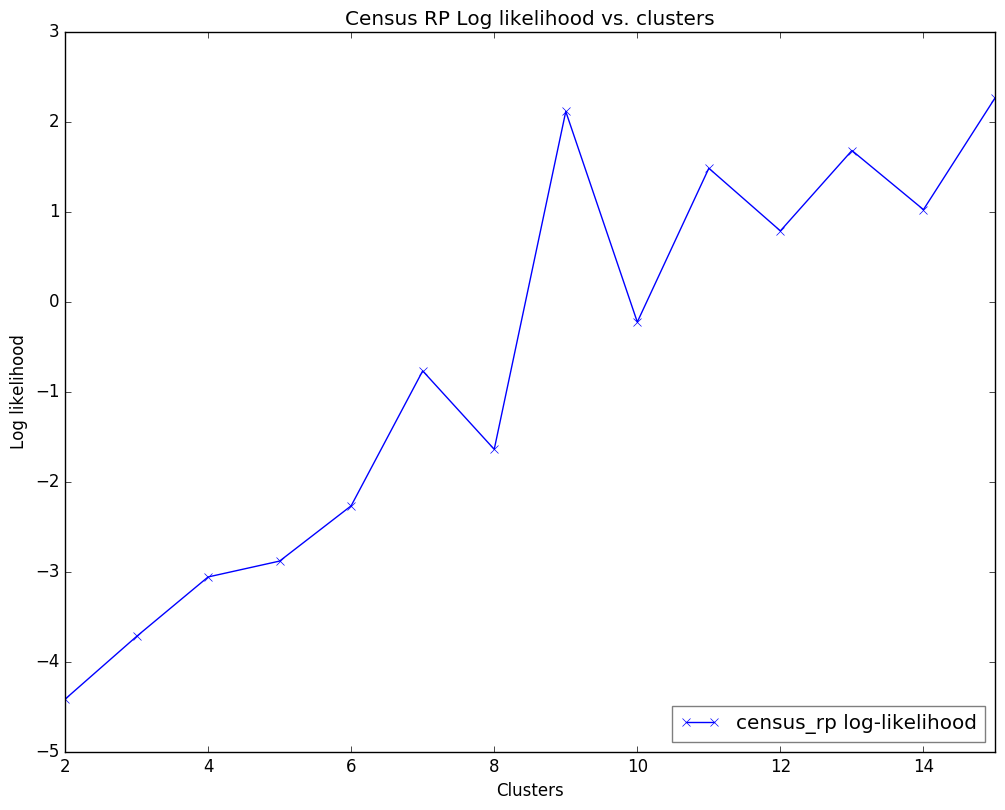 Census RP Log likelihood vs. clusters
3
2
1
0
−1
−2
−3
−4
−5
Log likelihood
census_rp log-likelihood
2 4 6 8 10 12 14
Clusters